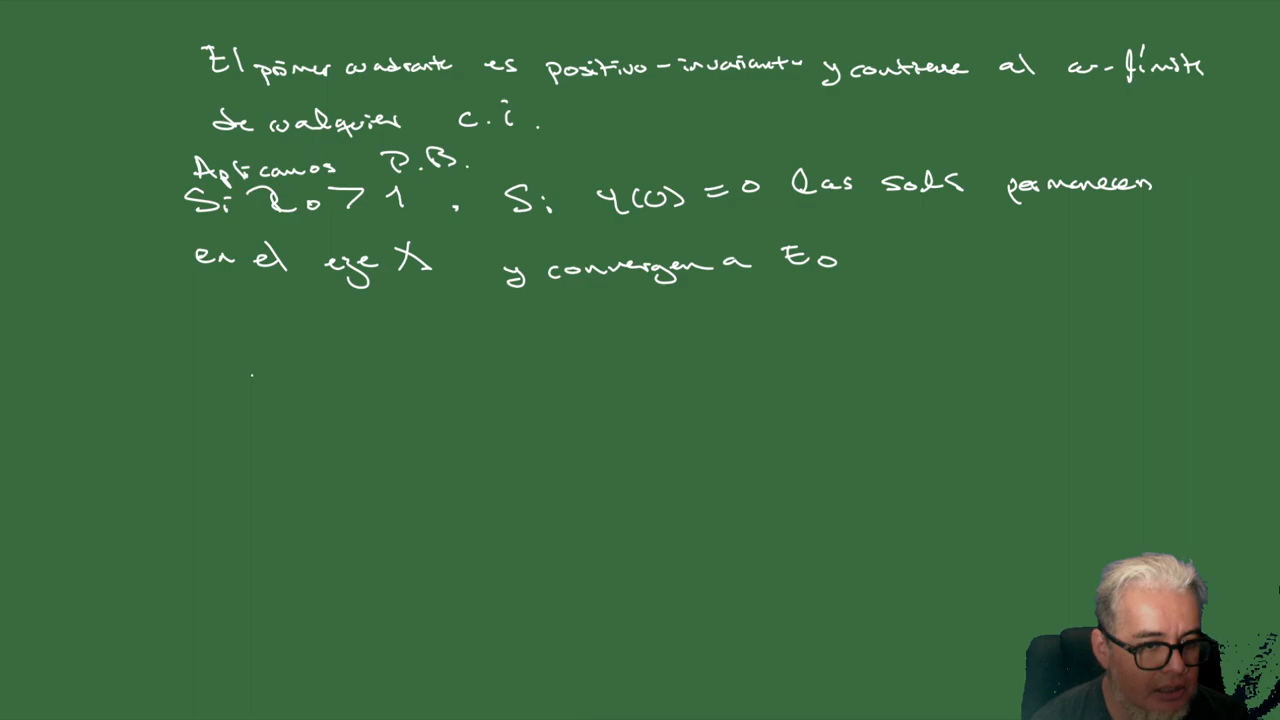 El primer cuadrante es positivo-invariante y contiene al ω-límite
de cualquier c.i.
Aplicamos P.B.
Si R0 > 1 . Si Y(0) = 0 las sols permanecen
en el eje X y convergen a E0